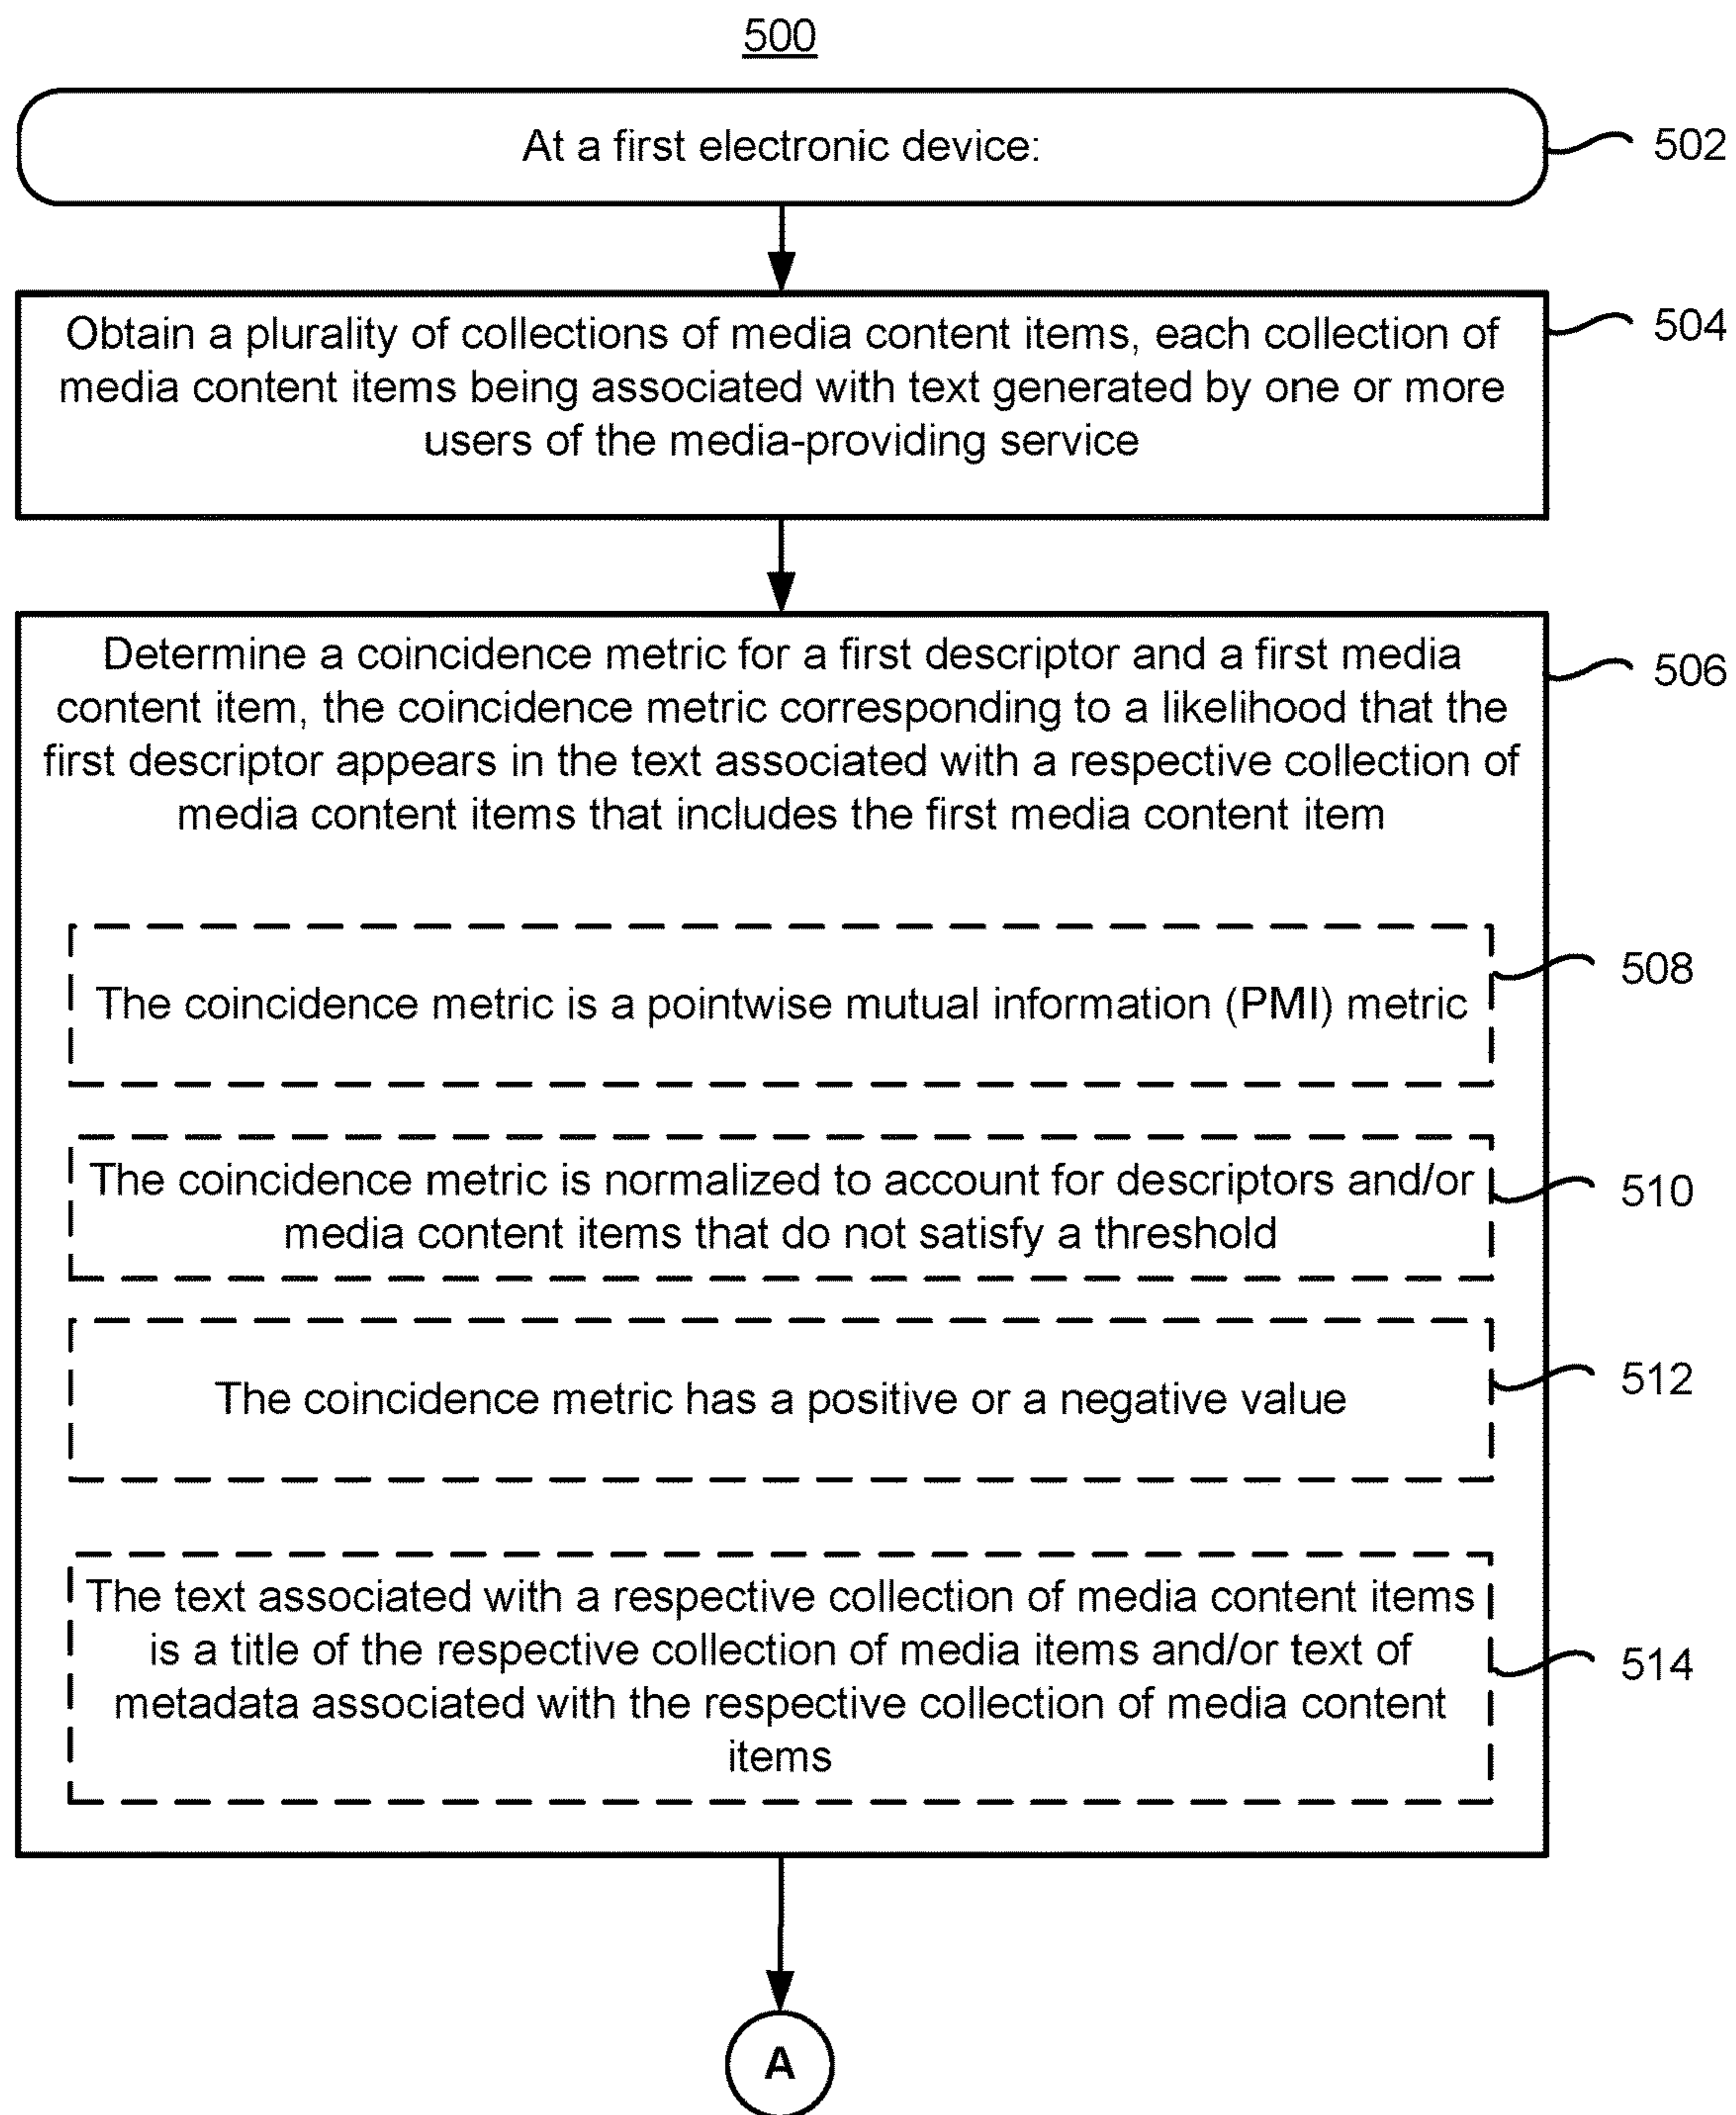 500
At a first electronic device:
502
Obtain a plurality of collections of media content items, each collection of
media content items being associated with text generated by one or more
users of the media-providing service
504
Determine a coincidence metric for a first descriptor and a first media
content item, the coincidence metric corresponding to a likelihood that the
first descriptor appears in the text associated with a respective collection of
media content items that includes the first media content item
506
The coincidence metric is a pointwise mutual information (PMI) metric
508
The coincidence metric is normalized to account for descriptors and/or
media content items that do not satisfy a threshold
510
The coincidence metric has a positive or a negative value
512
The text associated with a respective collection of media content items
is a title of the respective collection of media items and/or text of
metadata associated with the respective collection of media content
items
514
A